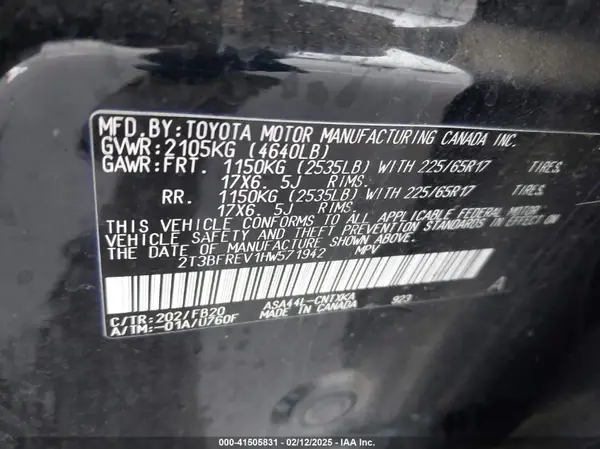 MFD.BY:TOYOTA MOTOR MANUFACTURING CANADA INC.
GVWR:2105KG (4640LB)
GAWR:FRT. 1150KG (2535LB) WITH 225/65R17 TIRES.
17X6. 5J RIMS.
RR. 1150KG (2535LB) WITH 225/65R17 TIRES.
17X6. 5J RIMS.
THIS VEHICLE CONFORMS TO ALL APPLICABLE FEDERAL MOTOR
VEHICLE SAFETY AND THEFT PREVENTION STANDARDS IN EFFECT ON
THE DATE OF MANUFACTURE SHOWN ABOVE.
2T3BFREV1HW571942 MPV
C/TR:202/FB20 ASA44L-CNTXKA 923 A
A/TM:-01A/U760F MADE IN CANADA
000-41505831 - 02/12/2025 - IAA Inc.